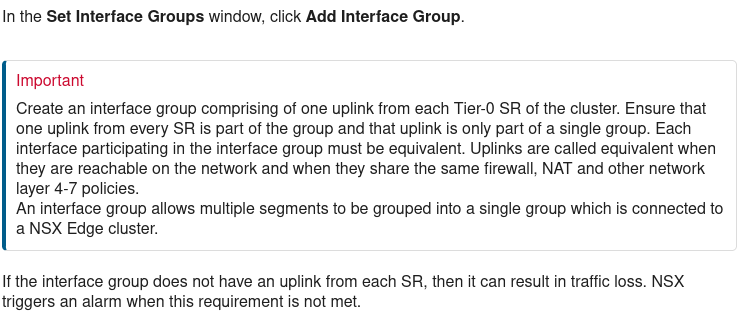 In the Set Interface Groups window, click Add Interface Group.
Important
Create an interface group comprising of one uplink from each Tier-0 SR of the cluster. Ensure that
one uplink from every SR is part of the group and that uplink is only part of a single group. Each
interface participating in the interface group must be equivalent. Uplinks are called equivalent when
they are reachable on the network and when they share the same firewall, NAT and other network
layer 4-7 policies.
An interface group allows multiple segments to be grouped into a single group which is connected to
a NSX Edge cluster.
If the interface group does not have an uplink from each SR, then it can result in traffic loss. NSX
triggers an alarm when this requirement is not met.